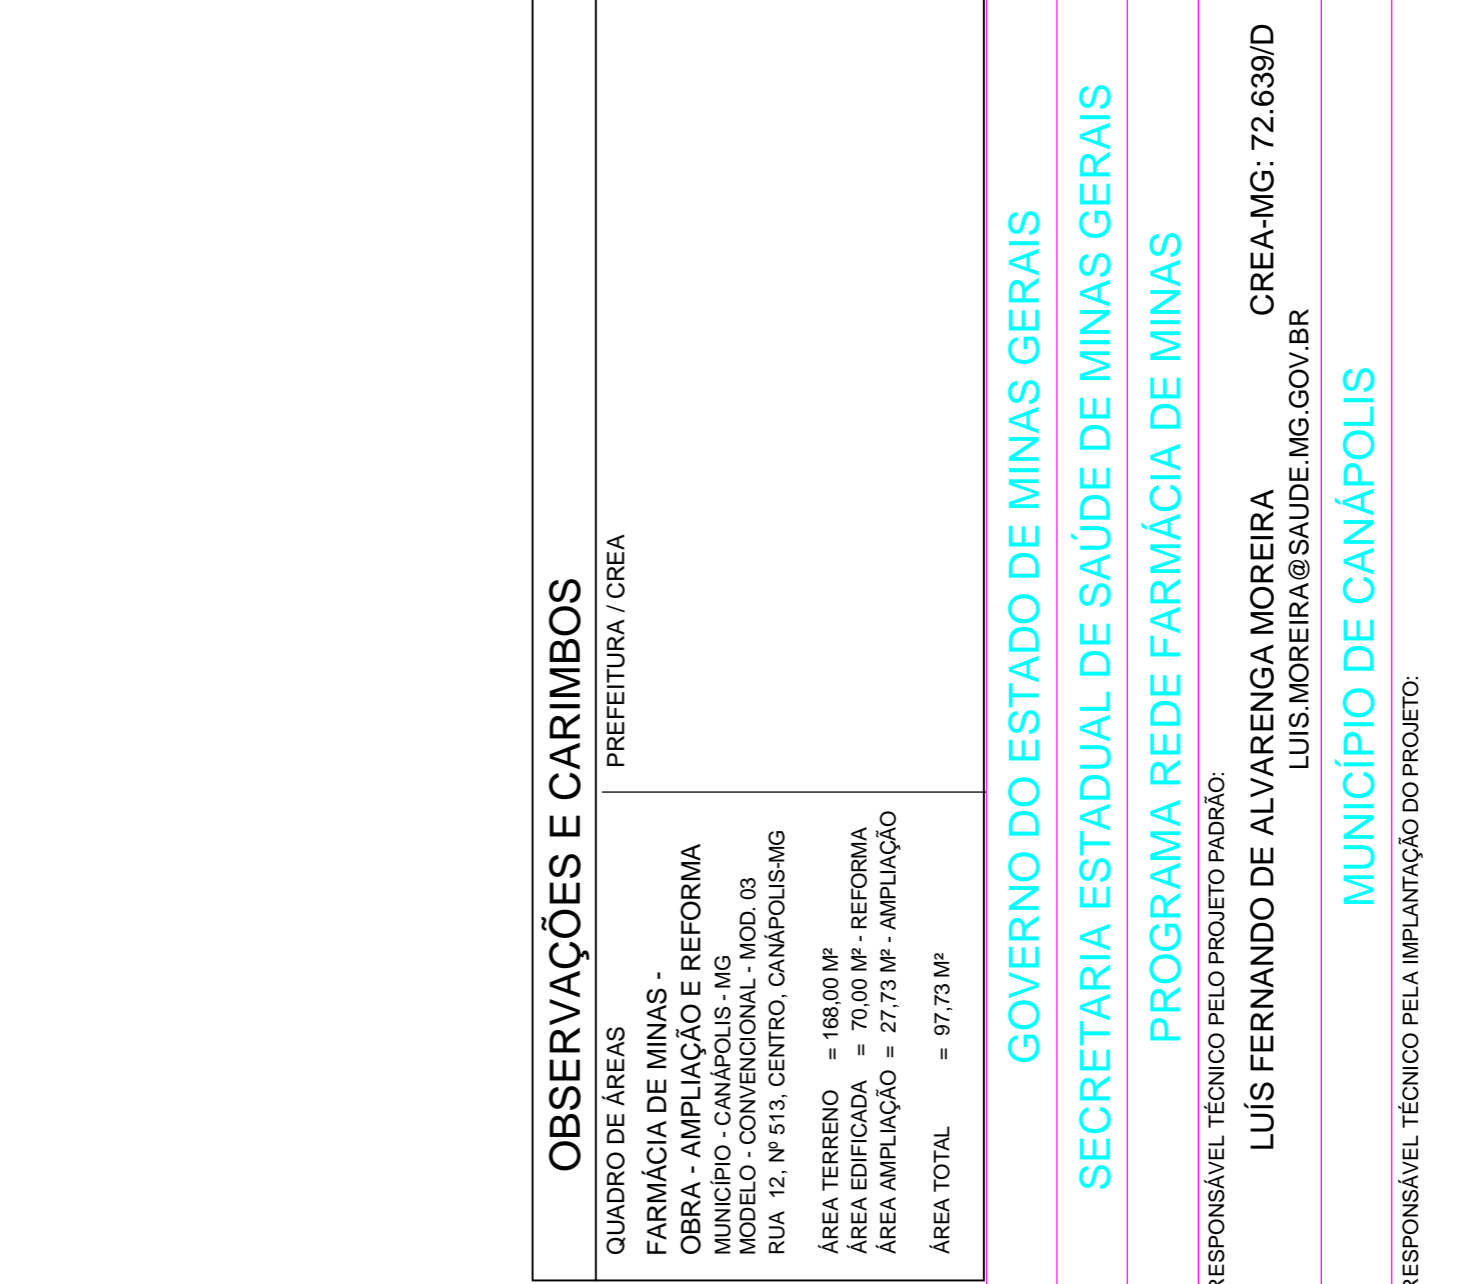 OBSERVAÇÕES E CARIMBOS
QUADRO DE ÁREAS
PREFEITURA / CREA
FARMÁCIA DE MINAS -
OBRA - AMPLIAÇÃO E REFORMA
MUNICÍPIO - CANÁPOLIS - MG
MODELO - CONVENCIONAL - MOD. 03
RUA 12, Nº 513, CENTRO, CANÁPOLIS-MG
ÁREA TERRENO = 168,00 M²
ÁREA EDIFICADA = 70,00 M² - REFORMA
ÁREA AMPLIAÇÃO = 27,73 M² - AMPLIAÇÃO
ÁREA TOTAL = 97,73 M²
GOVERNO DO ESTADO DE MINAS GERAIS
SECRETARIA ESTADUAL DE SAÚDE DE MINAS GERAIS
PROGRAMA REDE FARMÁCIA DE MINAS
RESPONSÁVEL TÉCNICO PELO PROJETO PADRÃO:
LUÍS FERNANDO DE ALVARENGA MOREIRA CREA-MG: 72.639/D
LUIS.MOREIRA@SAUDE.MG.GOV.BR
MUNICÍPIO DE CANÁPOLIS
RESPONSÁVEL TÉCNICO PELA IMPLANTAÇÃO DO PROJETO: